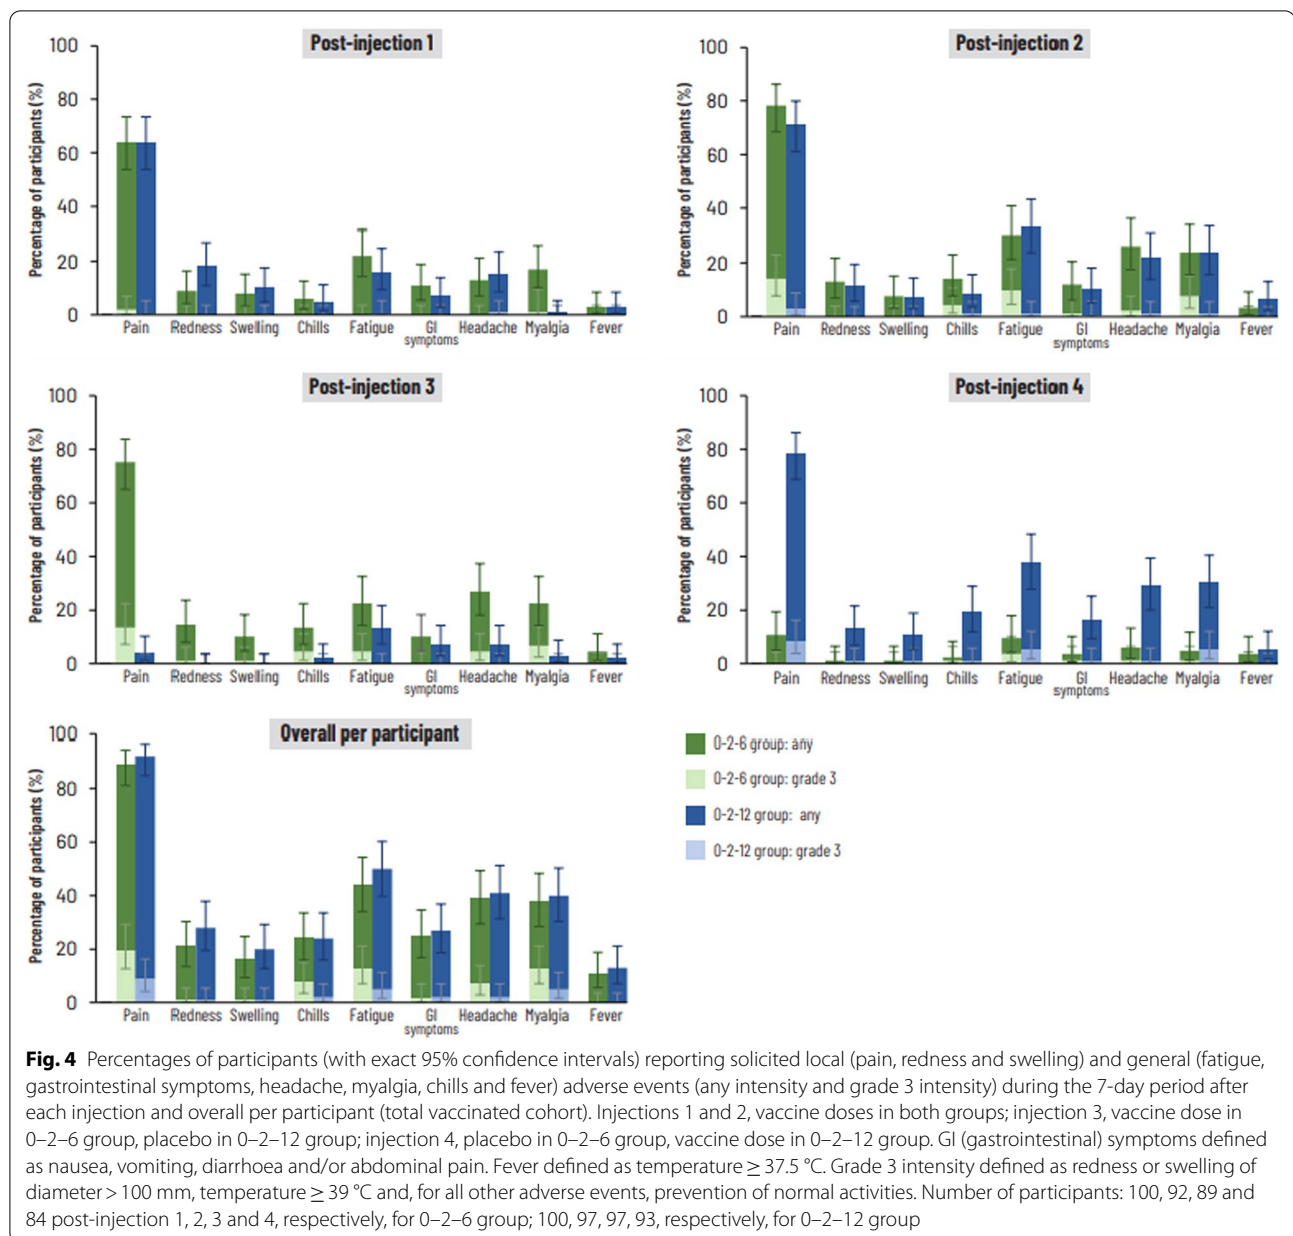 Post-injection 1
Percentage of participants (%)
100
80
60
40
20
0
Pain Redness Swelling Chills Fatigue GI symptoms Headache Myalgia Fever
Post-injection 2
Percentage of participants (%)
100
80
60
40
20
0
Pain Redness Swelling Chills Fatigue GI symptoms Headache Myalgia Fever
Post-injection 3
Percentage of participants (%)
100
80
60
40
20
0
Pain Redness Swelling Chills Fatigue GI symptoms Headache Myalgia Fever
Post-injection 4
Percentage of participants (%)
100
80
60
40
20
0
Pain Redness Swelling Chills Fatigue GI symptoms Headache Myalgia Fever
Overall per participant
Percentage of participants (%)
100
80
60
40
20
0
Pain Redness Swelling Chills Fatigue GI symptoms Headache Myalgia Fever
0-2-6 group: any
0-2-6 group: grade 3
0-2-12 group: any
0-2-12 group: grade 3
Fig. 4 Percentages of participants (with exact 95% confidence intervals) reporting solicited local (pain, redness and swelling) and general (fatigue,
gastrointestinal symptoms, headache, myalgia, chills and fever) adverse events (any intensity and grade 3 intensity) during the 7-day period after
each injection and overall per participant (total vaccinated cohort). Injections 1 and 2, vaccine doses in both groups; injection 3, vaccine dose in
0–2–6 group, placebo in 0–2–12 group; injection 4, placebo in 0–2–6 group, vaccine dose in 0–2–12 group. GI (gastrointestinal) symptoms defined
as nausea, vomiting, diarrhoea and/or abdominal pain. Fever defined as temperature ≥ 37.5 °C. Grade 3 intensity defined as redness or swelling of
diameter > 100 mm, temperature ≥ 39 °C and, for all other adverse events, prevention of normal activities. Number of participants: 100, 92, 89 and
84 post-injection 1, 2, 3 and 4, respectively, for 0–2–6 group; 100, 97, 97, 93, respectively, for 0–2–12 group